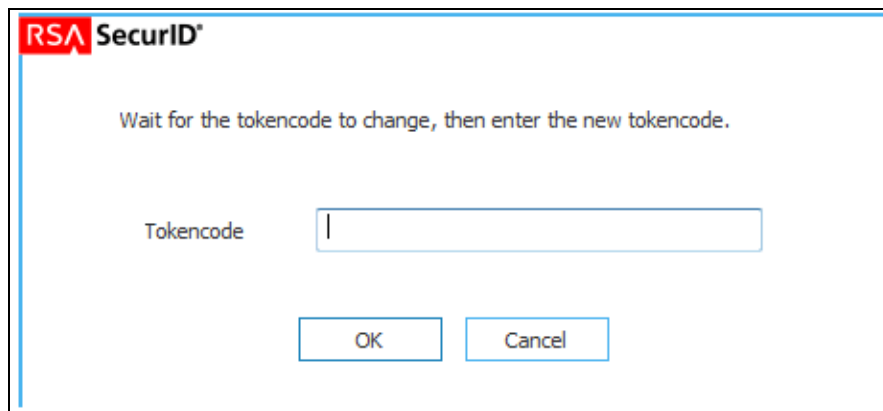 RSA SecurID®
Wait for the tokencode to change, then enter the new tokencode.
Tokencode
OK Cancel